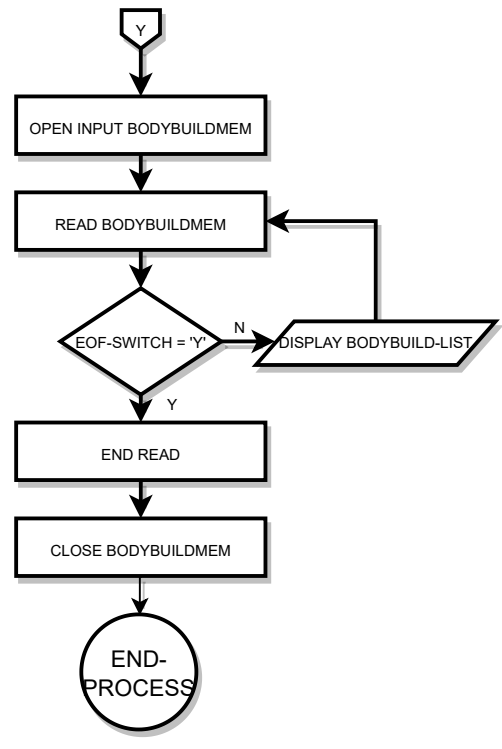 Y
OPEN INPUT BODYBUILDMEM
READ BODYBUILDMEM
EOF-SWITCH = 'Y'
N
DISPLAY BODYBUILD-LIST
Y
END READ
CLOSE BODYBUILDMEM
END-
PROCESS